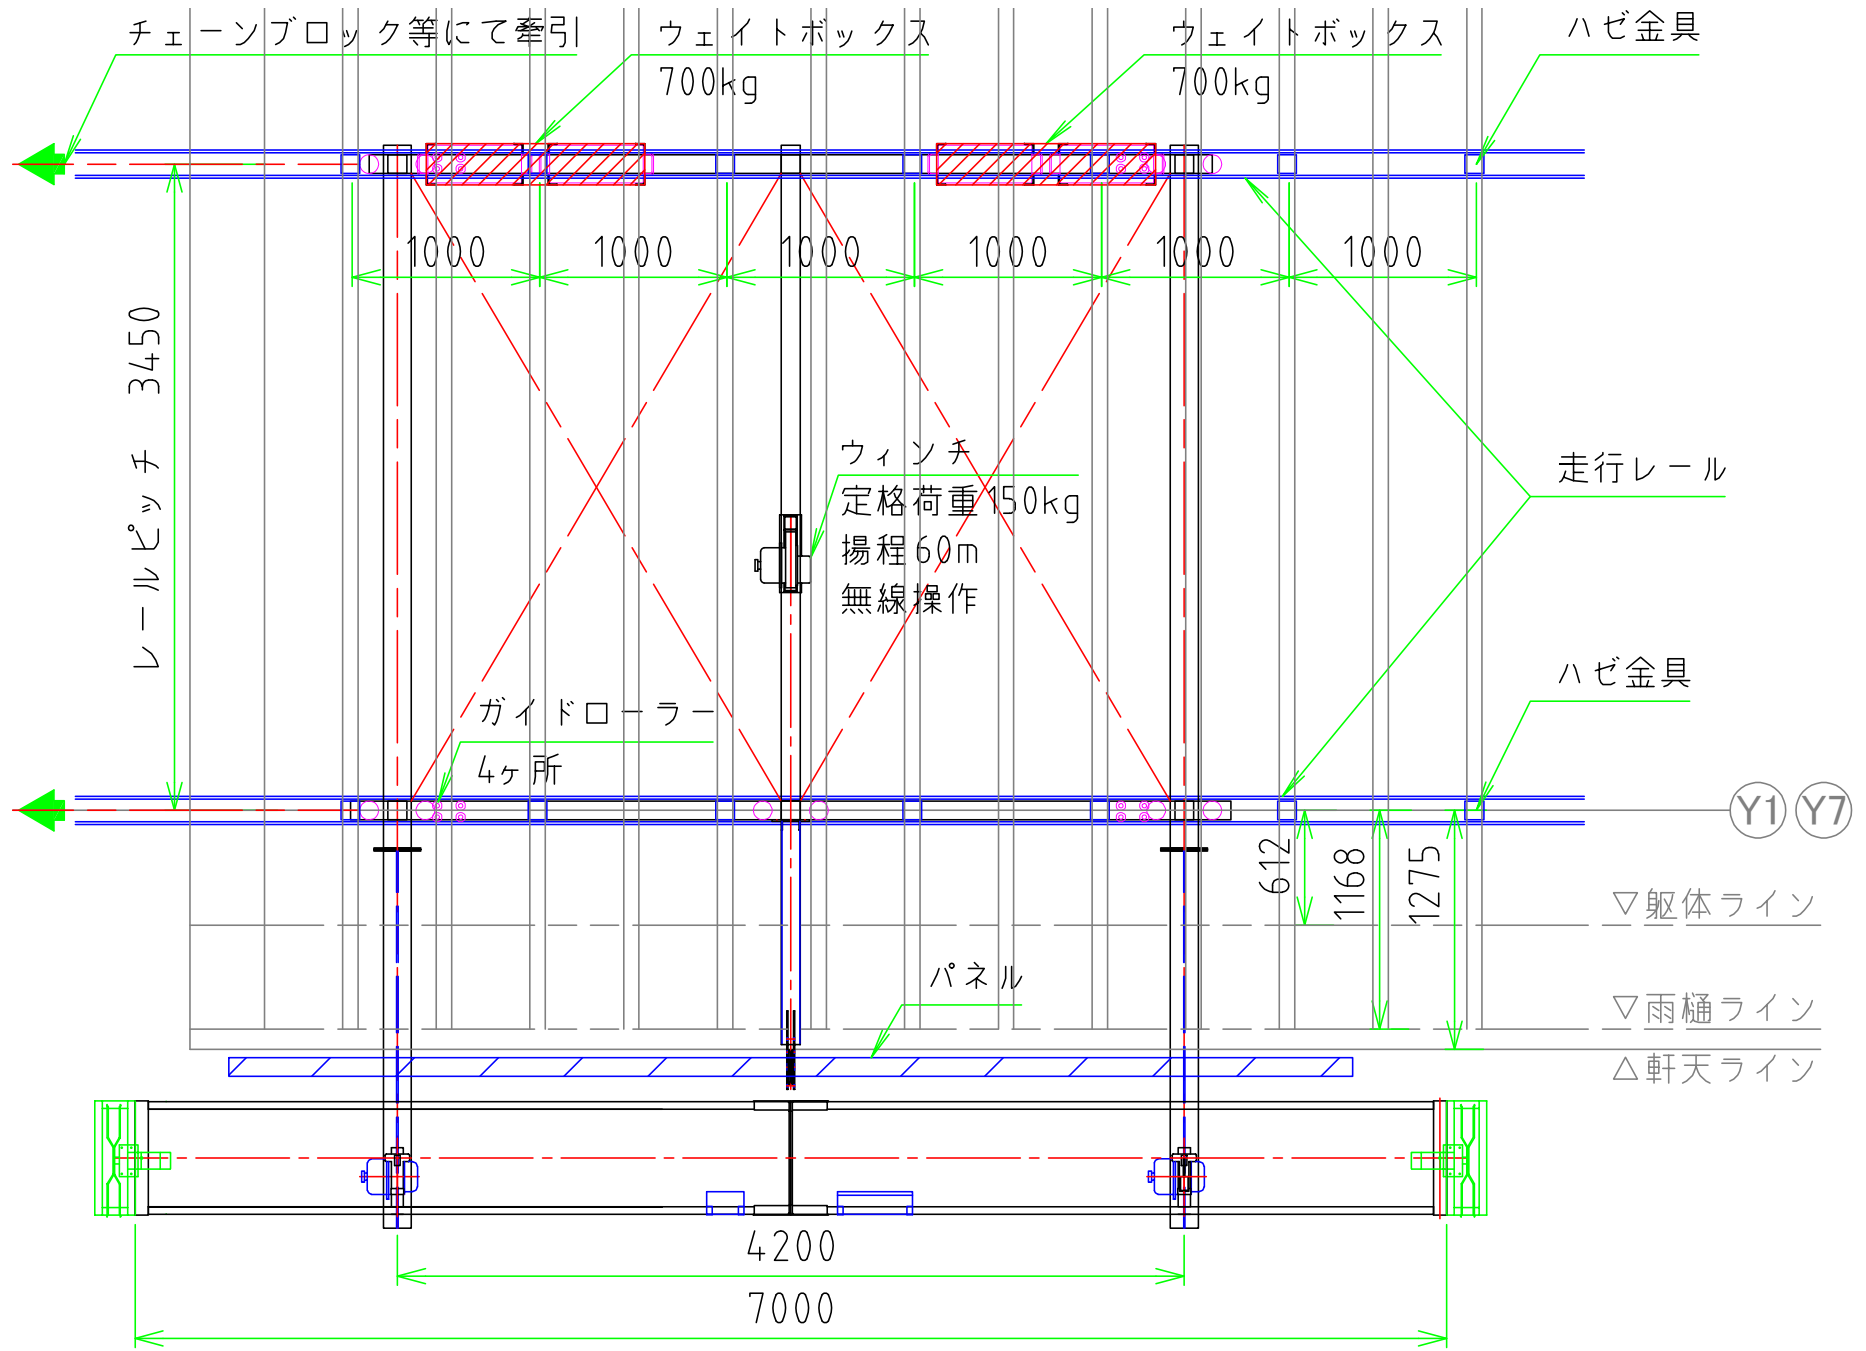 チェーンブロック等にて牽引
ウェイトボックス
700kg
ウェイトボックス
700kg
ハゼ金具
1000
1000
1000
1000
1000
1000
レールピッチ 3450
ウィンチ
定格荷重150kg
揚程60m
無線操作
走行レール
ハゼ金具
ガイドローラー
4ヶ所
Y1
Y7
612
1168
1275
▽躯体ライン
パネル
▽雨樋ライン
△軒天ライン
4200
7000